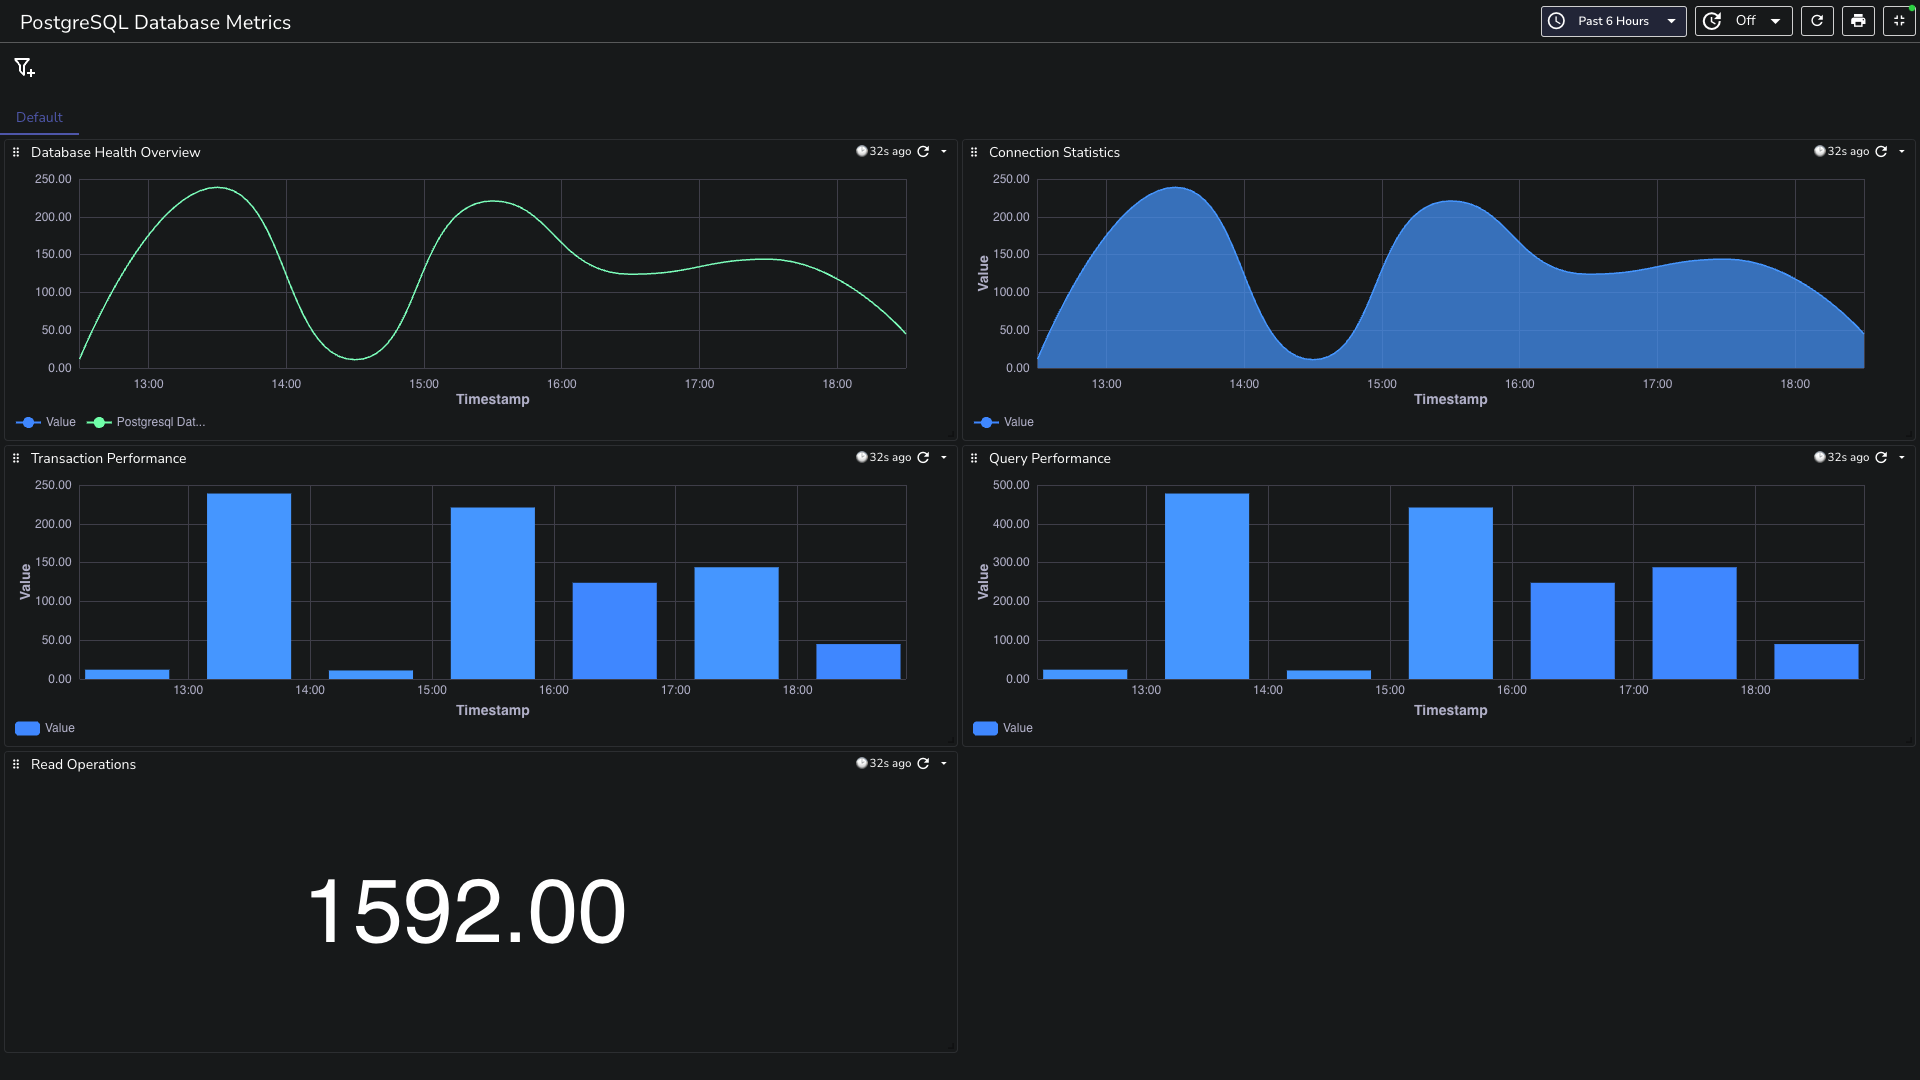 PostgreSQL Database Metrics
Past 6 Hours
Off
Default
Database Health Overview
32s ago
250.00
200.00
150.00
100.00
50.00
0.00
13:00 14:00 15:00 16:00 17:00 18:00
Timestamp
Value Postgresql Dat...
Connection Statistics
32s ago
Value
250.00
200.00
150.00
100.00
50.00
0.00
13:00 14:00 15:00 16:00 17:00 18:00
Timestamp
Value
Transaction Performance
32s ago
Value
250.00
200.00
150.00
100.00
50.00
0.00
13:00 14:00 15:00 16:00 17:00 18:00
Timestamp
Value
Query Performance
32s ago
Value
500.00
400.00
300.00
200.00
100.00
0.00
13:00 14:00 15:00 16:00 17:00 18:00
Timestamp
Value
Read Operations
32s ago
1592.00